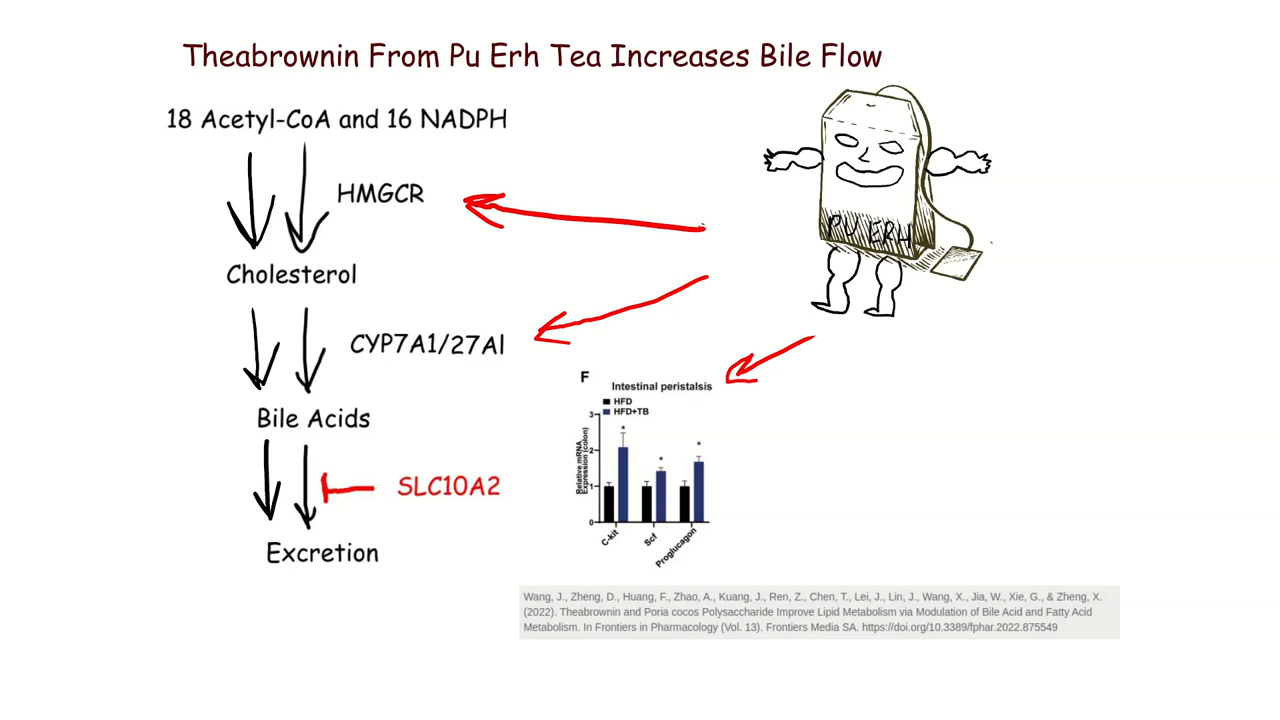 Theabrownin From Pu Erh Tea Increases Bile Flow
18 Acetyl-CoA and 16 NADPH
HMGCR
Cholesterol
CYP7A1/27Al
Bile Acids
SLC10A2
Excretion
PU ERH
F
Intestinal peristalsis
HFD
HFD+TB
Relative mRNA
Expression (colon)
3
2
1
0
*
*
*
C-kit
Scf
Proglucagon
Wang, J., Zheng, D., Huang, F., Zhao, A., Kuang, J., Ren, Z., Chen, T., Lei, J., Lin, J., Wang, X., Jia, W., Xie, G., & Zheng, X.
(2022). Theabrownin and Poria cocos Polysaccharide Improve Lipid Metabolism via Modulation of Bile Acid and Fatty Acid
Metabolism. In Frontiers in Pharmacology (Vol. 13). Frontiers Media SA. https://doi.org/10.3389/fphar.2022.875549